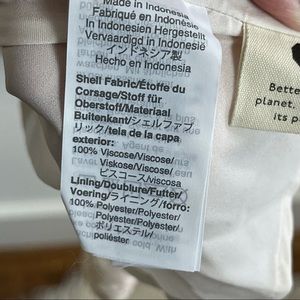 Made in Indonesia
Fabriqué en Indonésie
In Indonesien Hergestellt
Vervaardigd in Indonesië
インドネシア製
Hecho en Indonesia
Shell Fabric/Étoffe du
Corsage/Stoff für
Oberstoff/Materiaal
Buitenkant/シェルファブ
リック/tela de la capa
exterior:
100% Viscose/Viscose/
Viskose/Viscose/
ビスコース/viscosa
Lining/Doublure/Futter/
Voering/ライニング/forro:
100% Polyester/Polyester/
Polyester/Polyester/
ポリエステル/
poliéster
Bette
planet,
its p